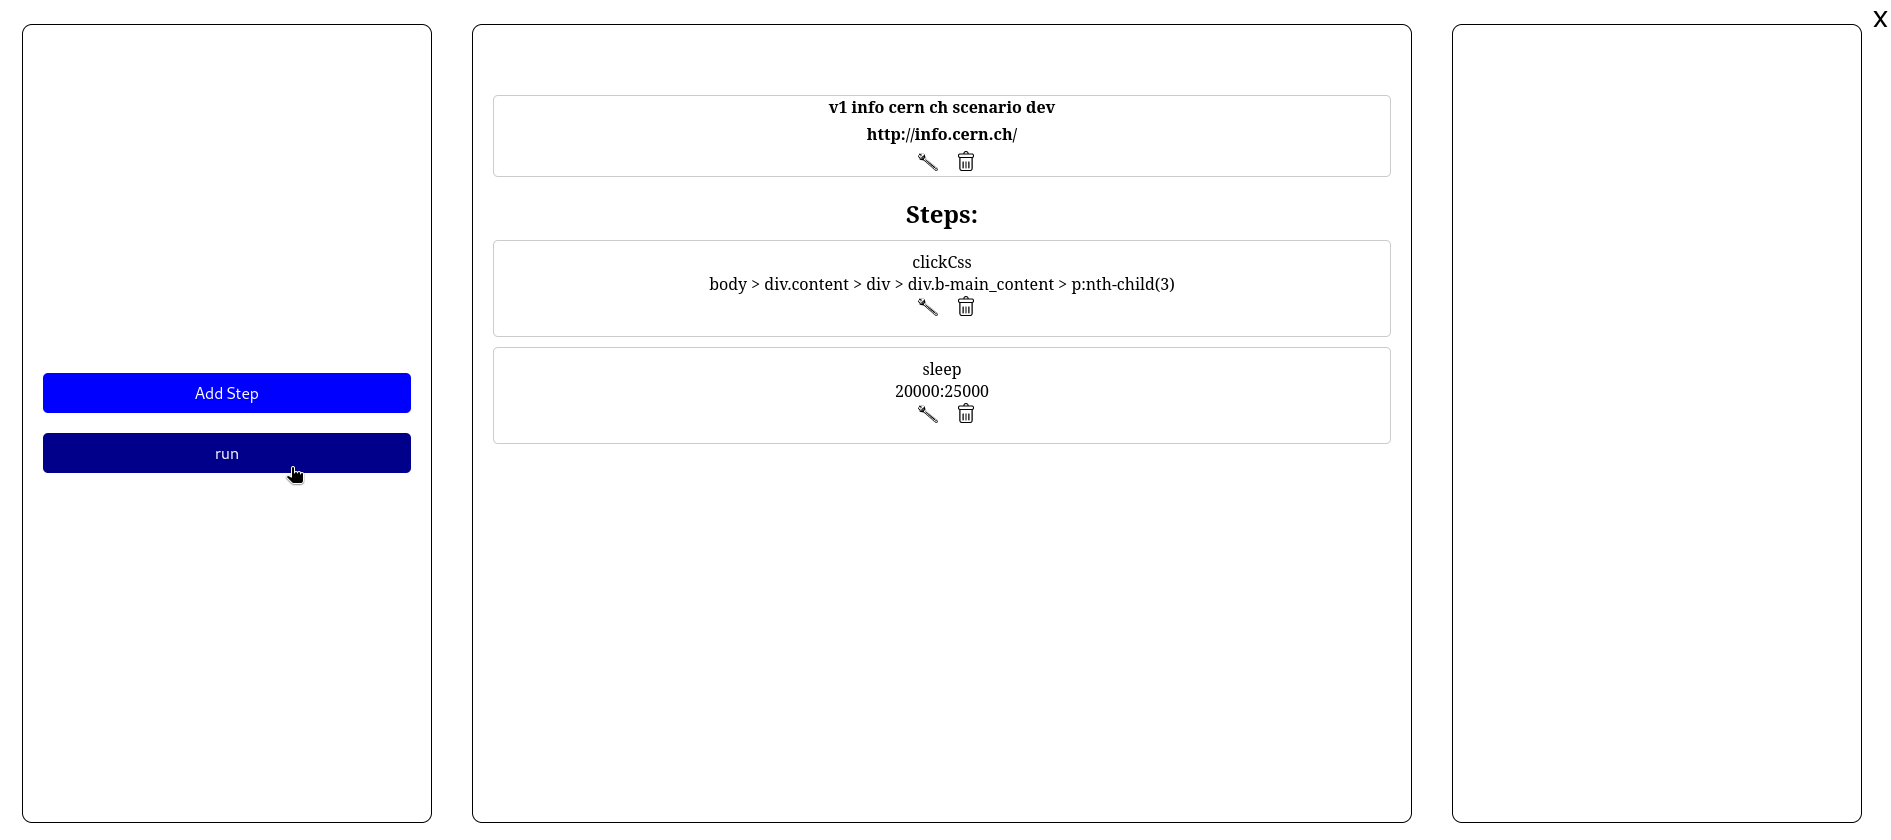 X
Add Step
run
v1 info cern ch scenario dev
http://info.cern.ch/
Steps:
clickCss
body > div.content > div > div.b-main_content > p:nth-child(3)
sleep
20000:25000